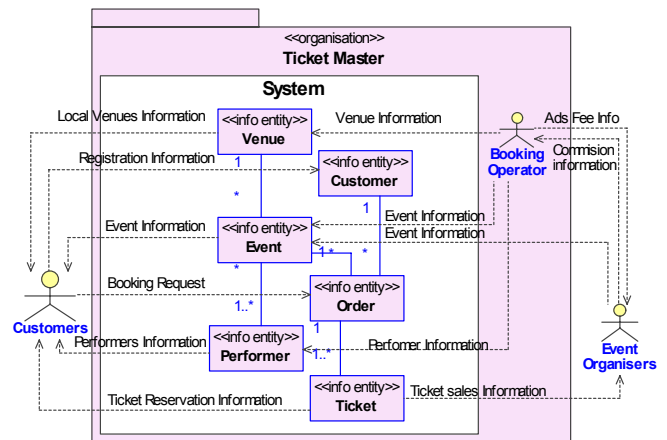 <<organisation>>
Ticket Master
System
Local Venues Information
<<info entity>>
Venue
Venue Information
Ads Fee Info
Registration Information
1
*
<<info entity>>
Customer
Booking
Operator
Commision
information
1
*
Event Information
<<info entity>>
Event
Event Information
Event Information
1
*
*
Booking Request
1..*
<<info entity>>
Order
Customers
Performers Information
<<info entity>>
Performer
1
1..*
Perfomer Information
Event
Organisers
Ticket Reservation Information
<<info entity>>
Ticket
Ticket sales Information